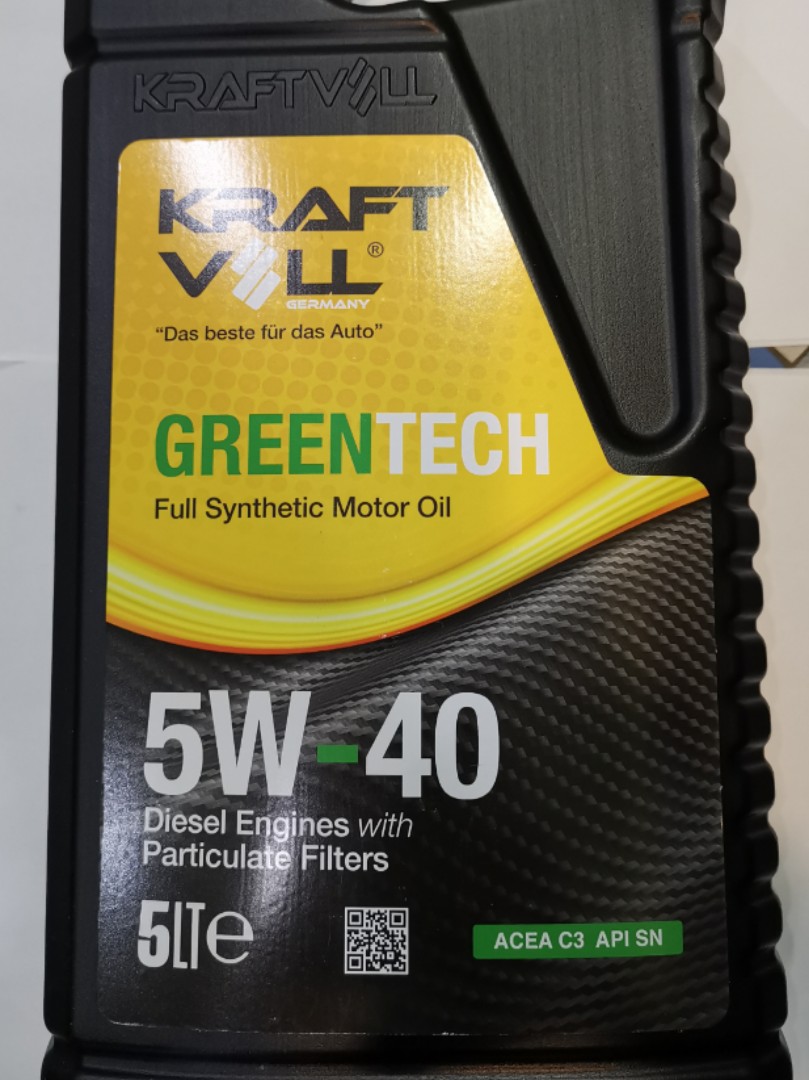 KRAFTVOLL
KRAFT
VOLL®
GERMANY
“Das beste für das Auto”
GREENTECH
Full Synthetic Motor Oil
5W-40
Diesel Engines with
Particulate Filters
5LTe
ACEA C3 API SN